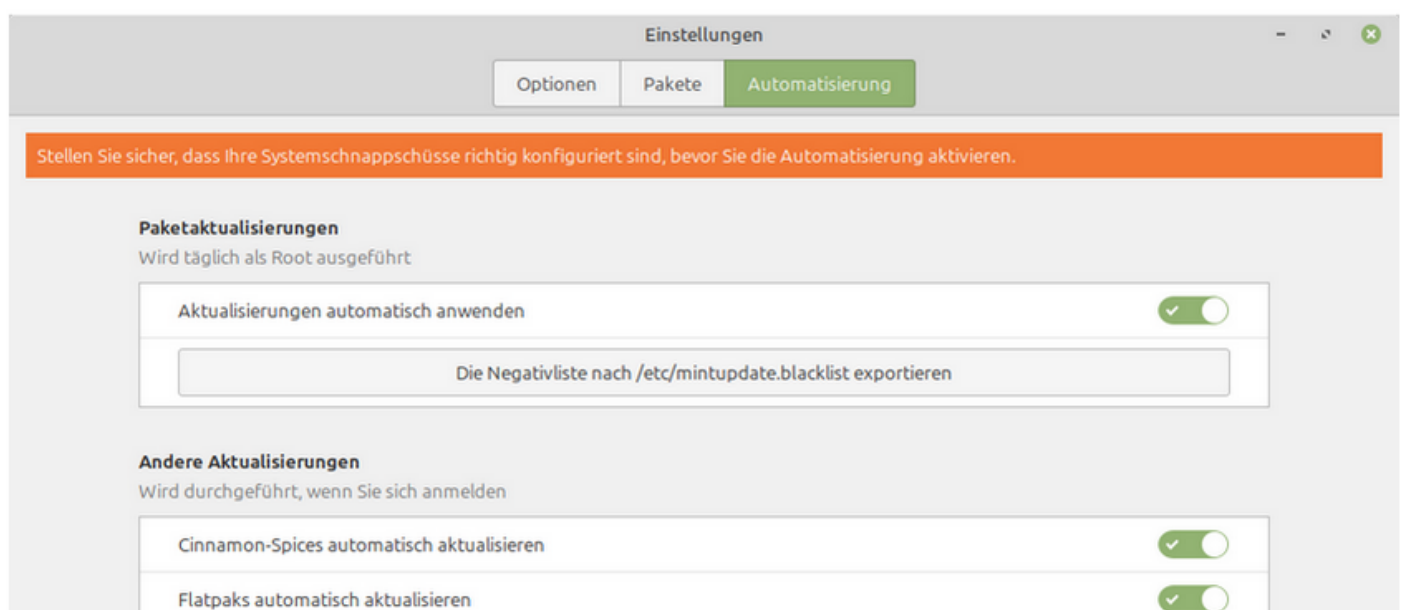 Einstellungen
Optionen
Pakete
Automatisierung
Stellen Sie sicher, dass Ihre Systemschnappschüsse richtig konfiguriert sind, bevor Sie die Automatisierung aktivieren.
Paketaktualisierungen
Wird täglich als Root ausgeführt
Aktualisierungen automatisch anwenden
Die Negativliste nach /etc/mintupdate.blacklist exportieren
Andere Aktualisierungen
Wird durchgeführt, wenn Sie sich anmelden
Cinnamon-Spices automatisch aktualisieren
Flatpaks automatisch aktualisieren